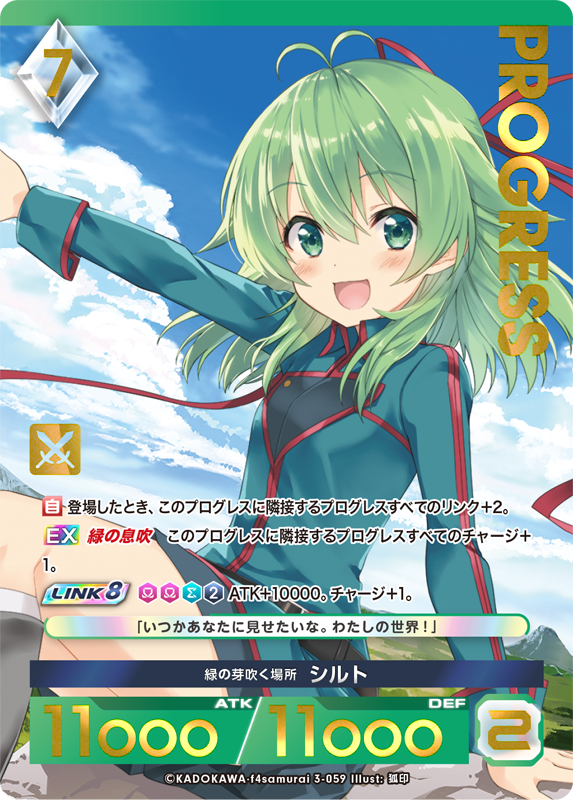 7
PROGRESS
自 登場したとき、このプログレスに隣接するプログレスすべてのリンク+2。
EX 緑の息吹 このプログレスに隣接するプログレスすべてのチャージ+
1。
LINK 8 Ω Ω Σ 2 ATK+10000。チャージ+1。
「いつかあなたに見せたいな。わたしの世界！」
緑の芽吹く場所 シルト
ATK DEF
11000 / 11000 2
©KADOKAWA・f4samurai 3-059 Illust: 狐印